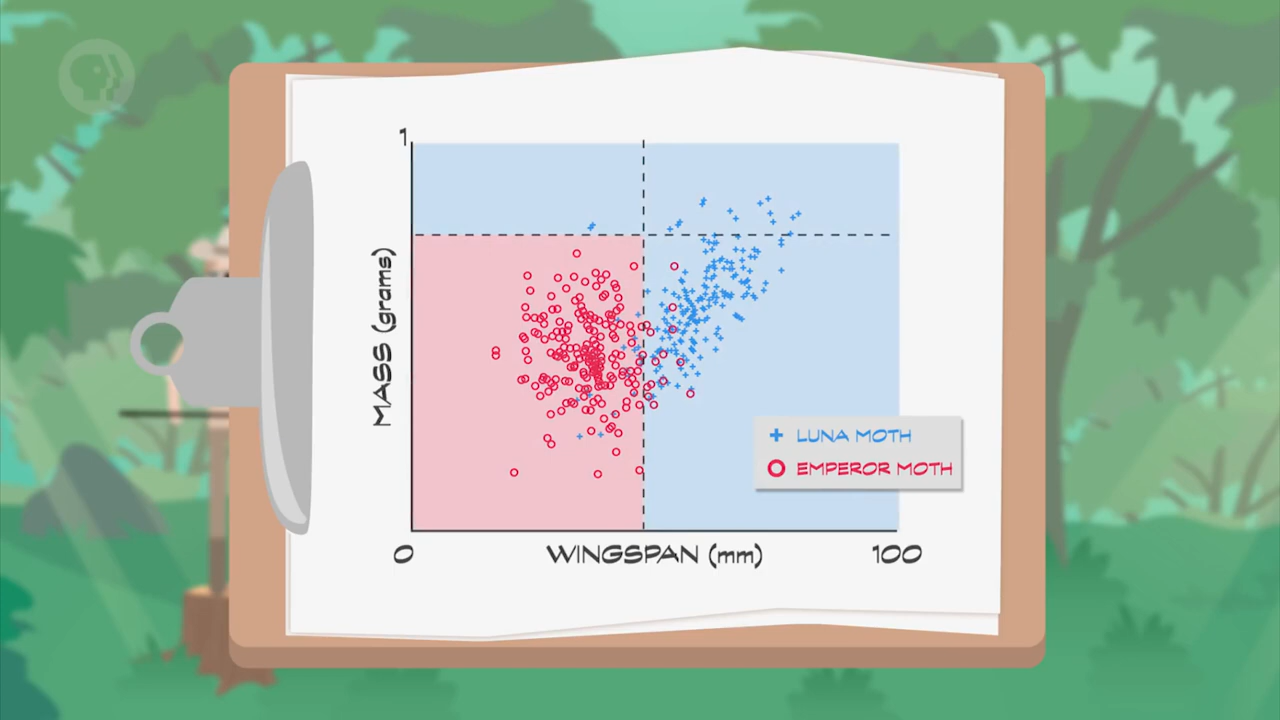 1
MASS (grams)
LUNA MOTH
EMPEROR MOTH
0
WINGSPAN (mm)
100